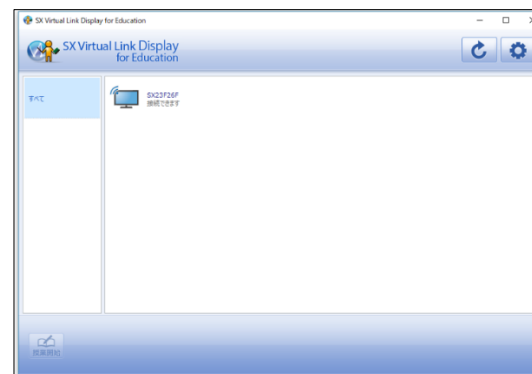 SX Virtual Link Display for Education
SX Virtual Link Display
for Education
すべて
SX23F26F
接続できます
授業開始